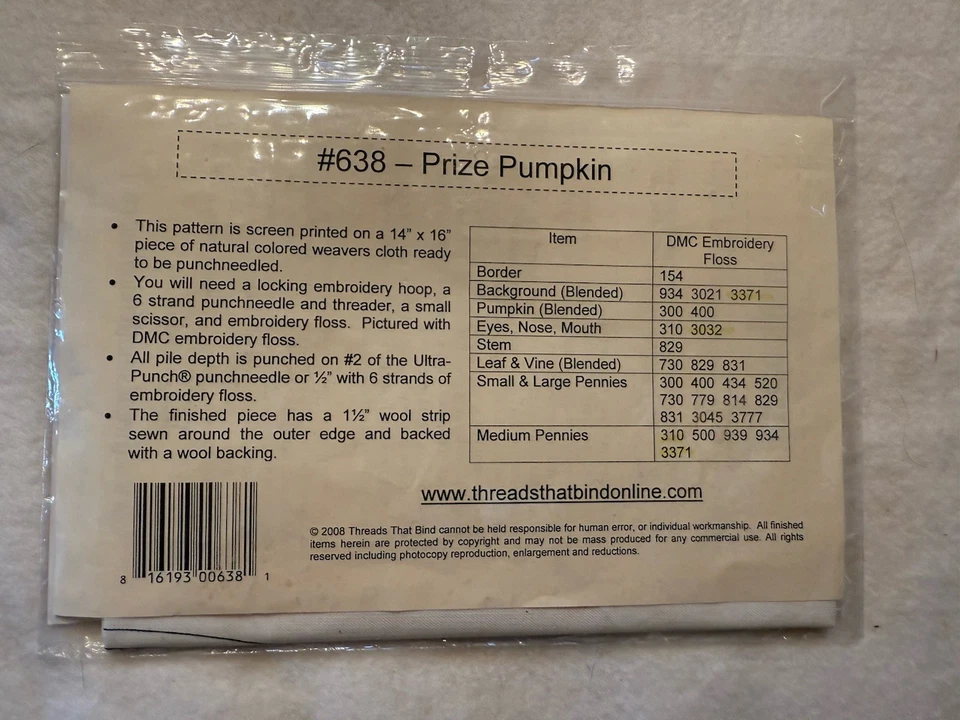 #638 – Prize Pumpkin
• This pattern is screen printed on a 14” x 16”
piece of natural colored weavers cloth ready
to be punchneedled.
• You will need a locking embroidery hoop, a
6 strand punchneedle and threader, a small
scissor, and embroidery floss. Pictured with
DMC embroidery floss.
• All pile depth is punched on #2 of the Ultra-
Punch® punchneedle or ½” with 6 strands of
embroidery floss.
• The finished piece has a 1½” wool strip
sewn around the outer edge and backed
with a wool backing.
Item DMC Embroidery
Floss
Border 154
Background (Blended) 934 3021 3371
Pumpkin (Blended) 300 400
Eyes, Nose, Mouth 310 3032
Stem 829
Leaf & Vine (Blended) 730 829 831
Small & Large Pennies 300 400 434 520
730 779 814 829
831 3045 3777
Medium Pennies 310 500 939 934
3371
www.threadsthatbindonline.com
© 2008 Threads That Bind cannot be held responsible for human error, or individual workmanship. All finished
items herein are protected by copyright and may not be mass produced for any commercial use. All rights
reserved including photocopy reproduction, enlargement and reductions.
8 16193 00638 1